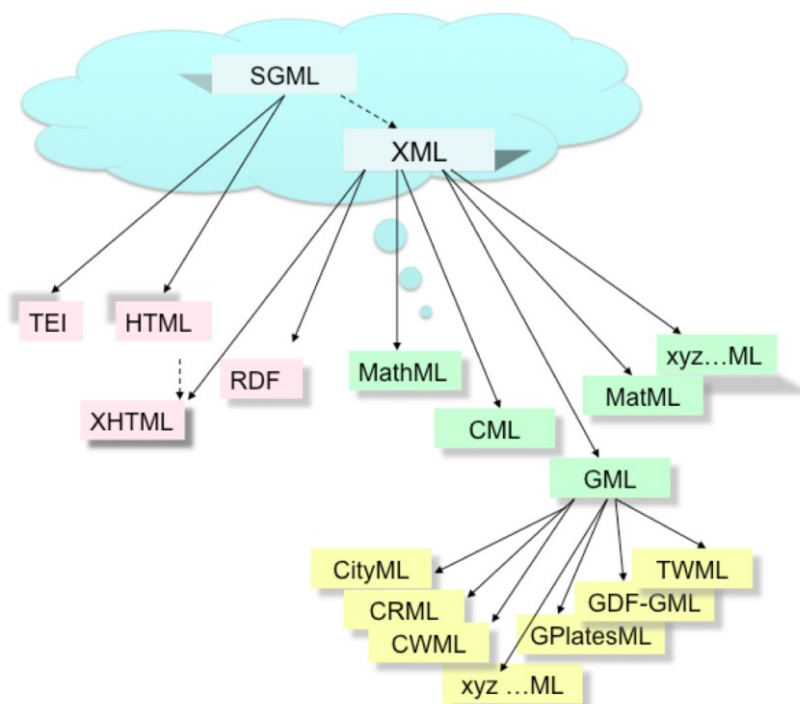 SGML
XML
TEI
HTML
xyz...ML
RDF
MathML
MatML
XHTML
CML
GML
CityML
TWML
CRML
GDF-GML
CWML
GPlatesML
xyz ...ML